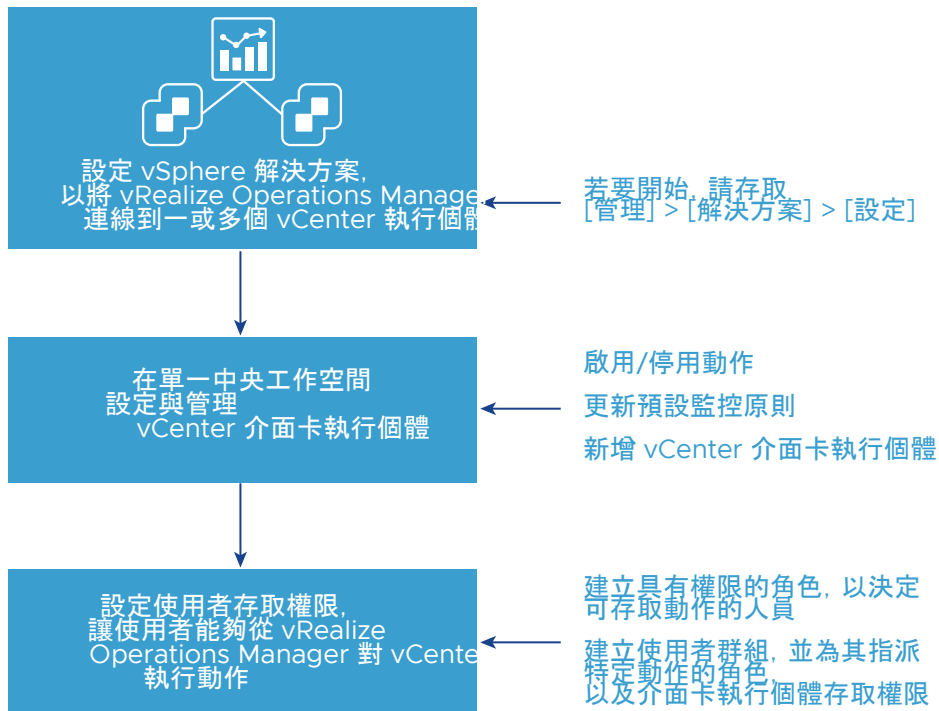 設定 vSphere 解決方案,
以將 vRealize Operations Manage
連線到一或多個 vCenter 執行個體
若要開始, 請存取
[管理] > [解決方案] > [設定]
在單一中央工作空間
設定與管理
vCenter 介面卡執行個體
啟用/停用動作
更新預設監控原則
新增 vCenter 介面卡執行個體
設定使用者存取權限,
讓使用者能夠從 vRealize
Operations Manager 對 vCente
執行動作
建立具有權限的角色, 以決定
可存取動作的人員
建立使用者群組, 並為其指派
特定動作的角色,
以及介面卡執行個體存取權限